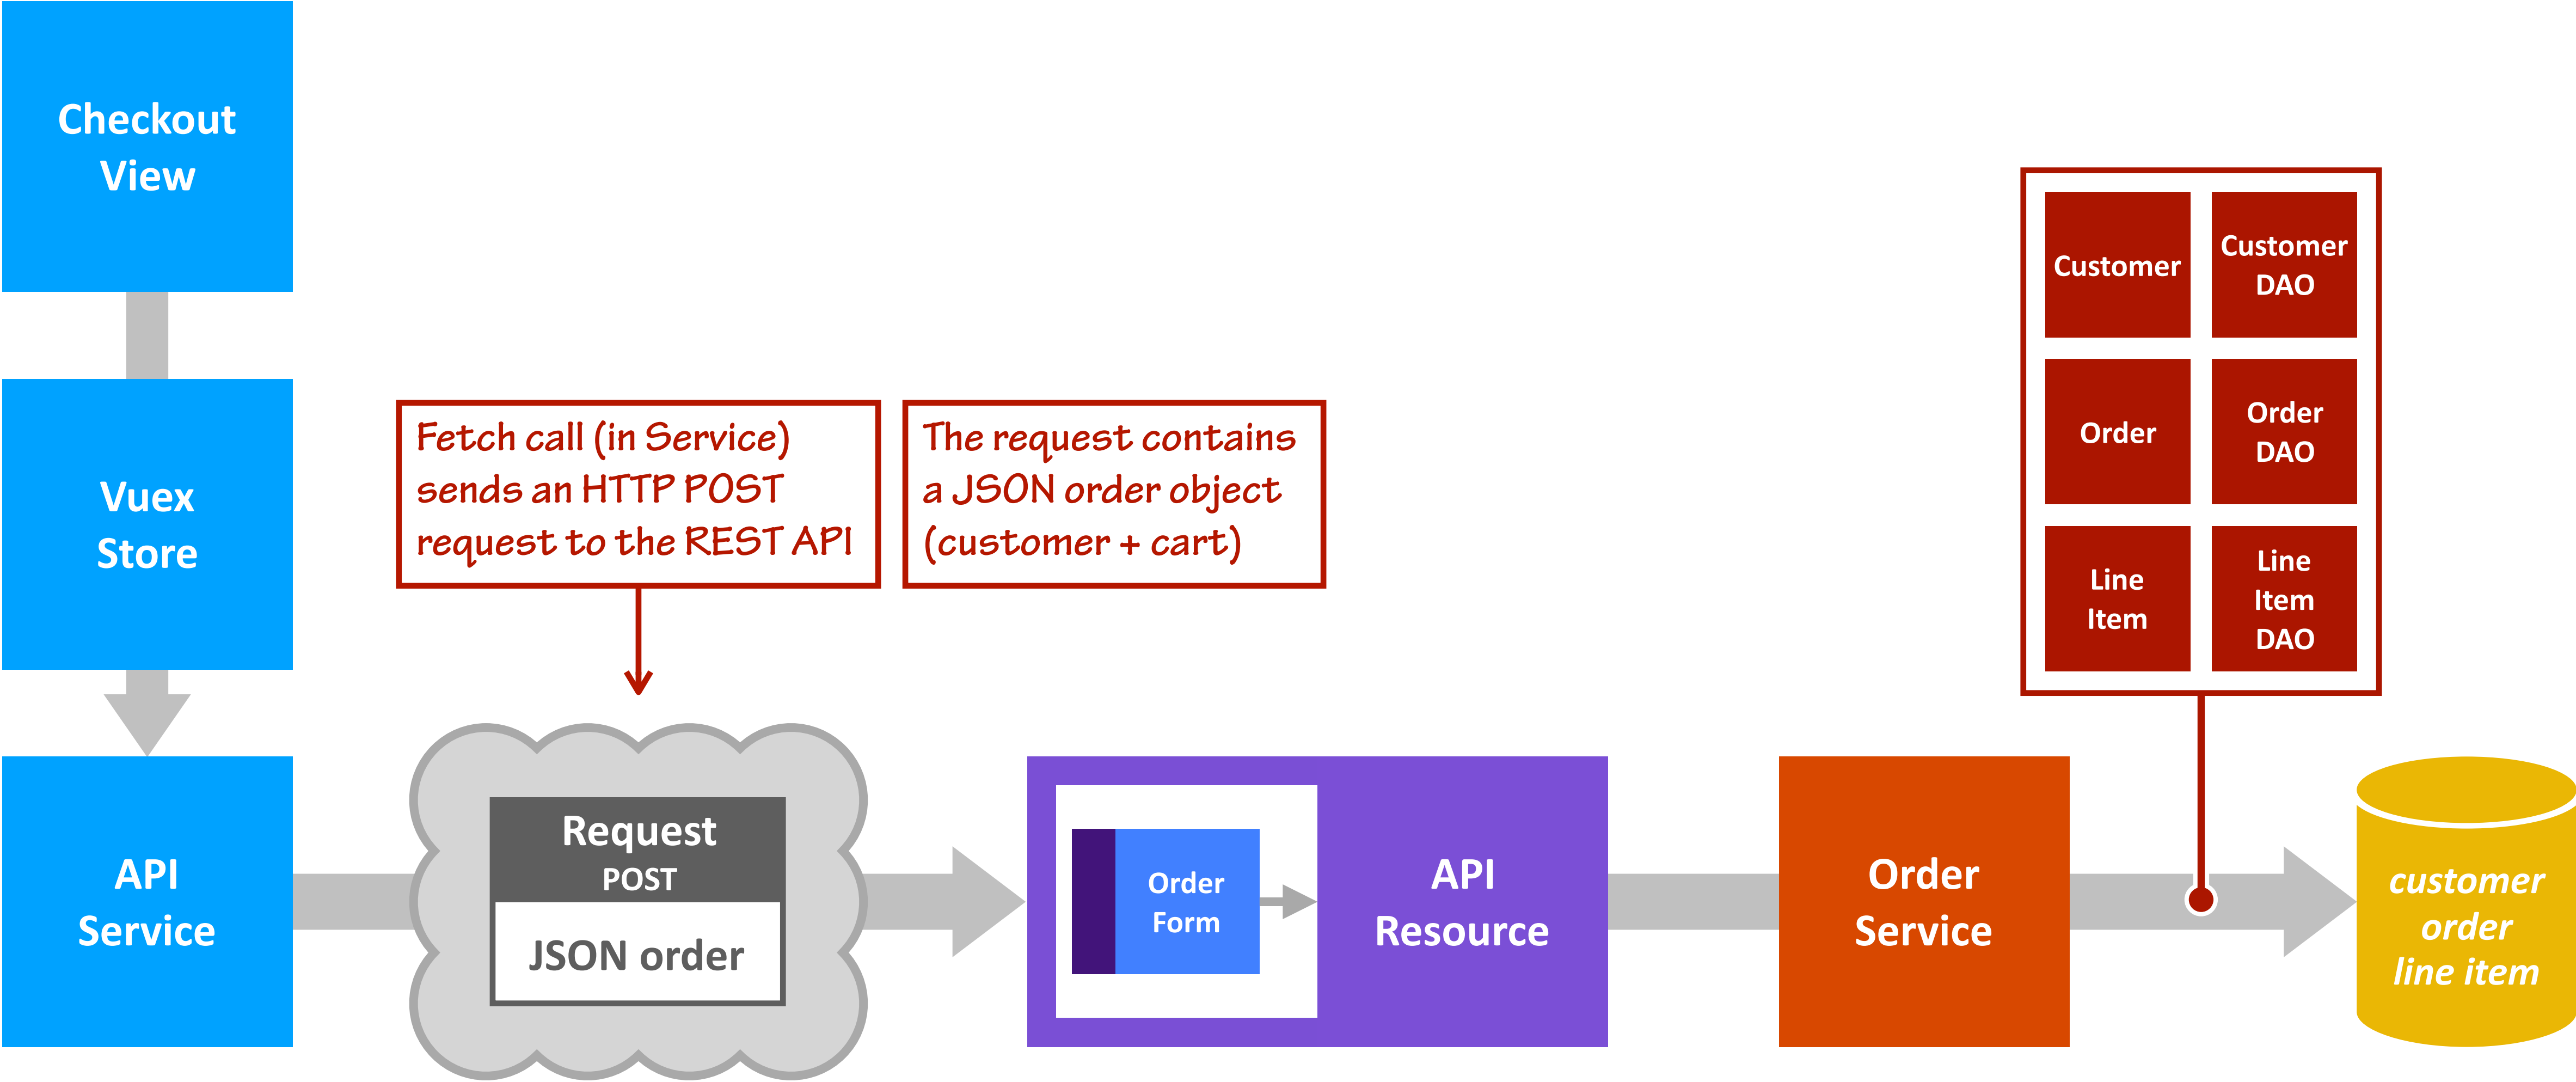 Checkout
View
Vuex
Store
API
Service
Fetch call (in Service)
sends an HTTP POST
request to the REST API
The request contains
a JSON order object
(customer + cart)
Request
POST
JSON order
Order
Form
API
Resource
Order
Service
Customer
Customer
DAO
Order
Order
DAO
Line
Item
Line
Item
DAO
customer
order
line item